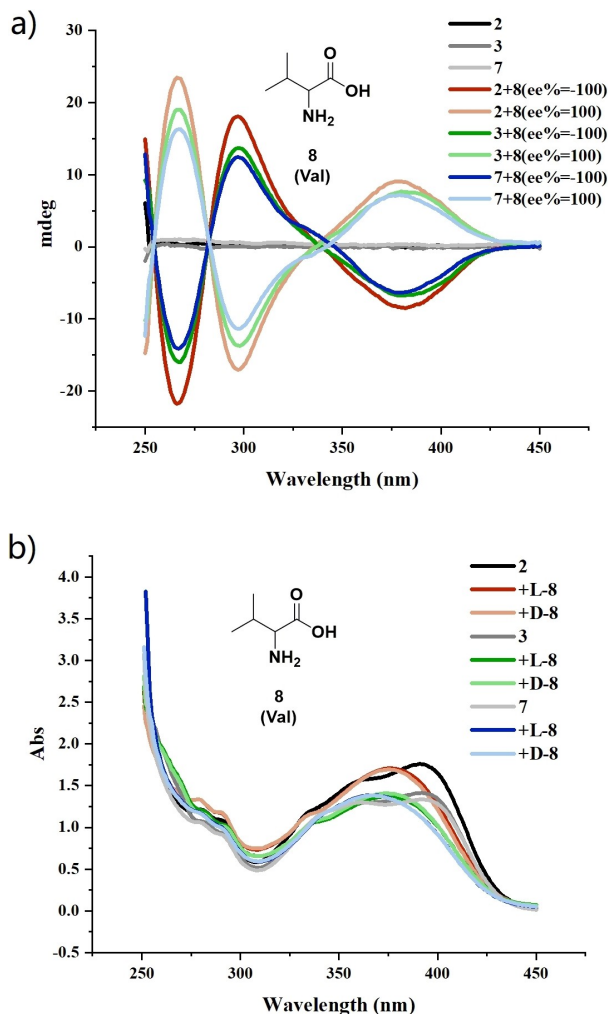 a)
30
20
10
0
-10
-20
mdeg
250
300
350
400
450
Wavelength (nm)
O
OH
NH2
8
(Val)
2
3
7
2+8(ee%=-100)
2+8(ee%=100)
3+8(ee%=-100)
3+8(ee%=100)
7+8(ee%=-100)
7+8(ee%=100)
b)
4.0
3.5
3.0
2.5
2.0
1.5
1.0
0.5
0.0
-0.5
Abs
250
300
350
400
450
Wavelength (nm)
O
OH
NH2
8
(Val)
2
+L-8
+D-8
3
+L-8
+D-8
7
+L-8
+D-8